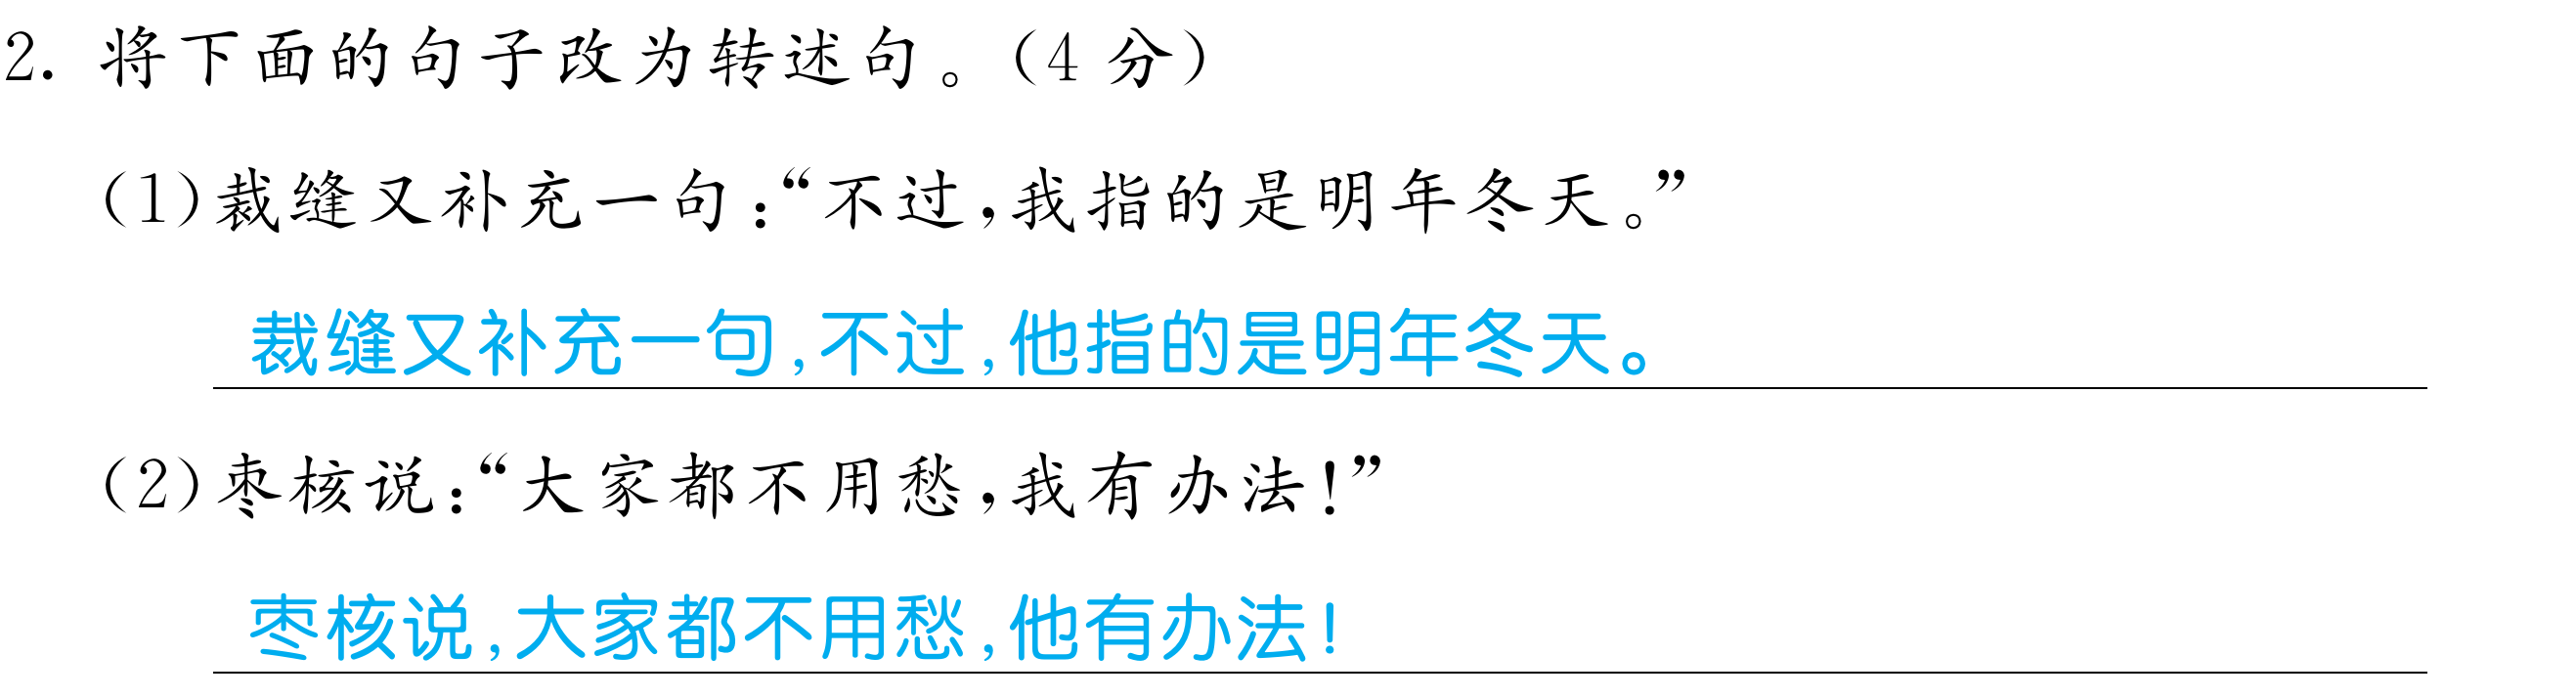 2. 将下面的句子改为转述句。(4 分)
(1)裁缝又补充一句:“不过,我指的是明年冬天。”
裁缝又补充一句,不过,他指的是明年冬天。
(2)枣核说:“大家都不用愁,我有办法!”
枣核说,大家都不用愁,他有办法!